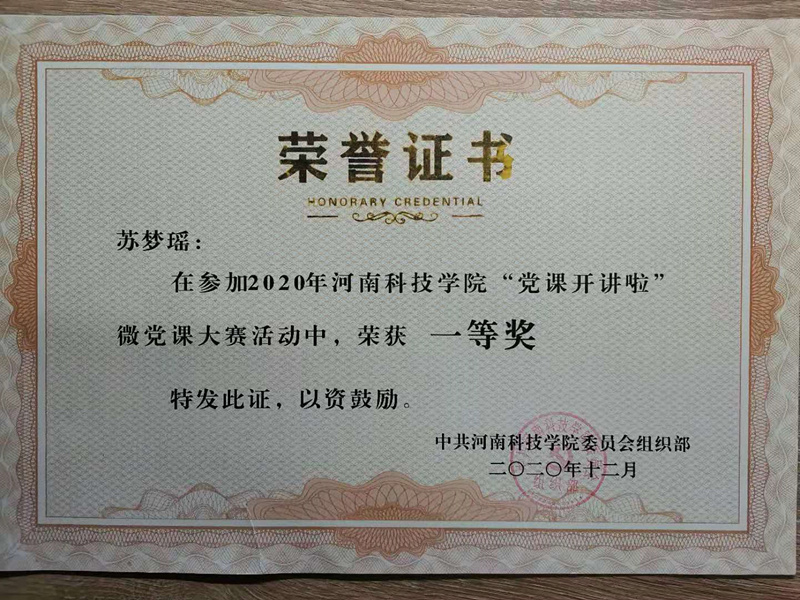 荣誉证书
HONORARY CREDENTIAL
苏梦瑶：
在参加2020年河南科技学院“党课开讲啦”
微党课大赛活动中，荣获 一等奖
特发此证，以资鼓励。
中共河南科技学院委员会组织部
二〇二〇年十二月
组织部